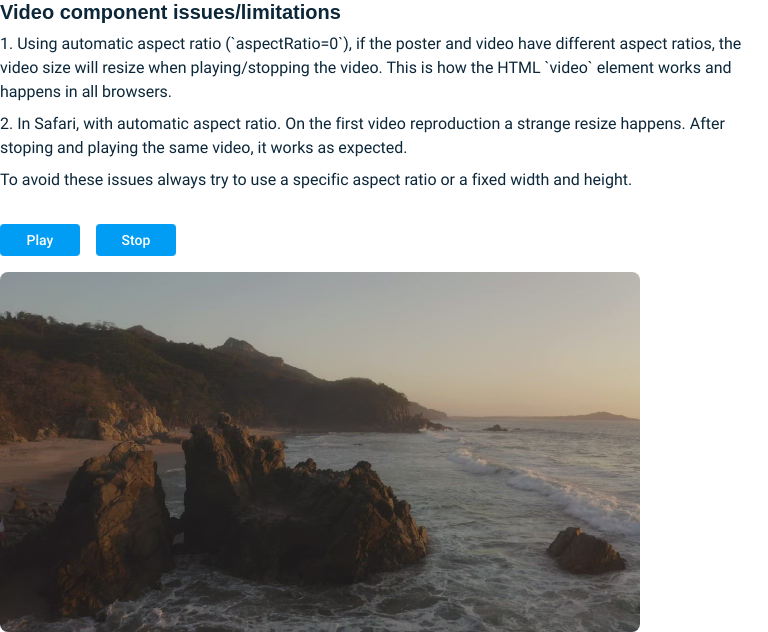 Video component issues/limitations
1. Using automatic aspect ratio (`aspectRatio=0`), if the poster and video have different aspect ratios, the
video size will resize when playing/stopping the video. This is how the HTML `video` element works and
happens in all browsers.
2. In Safari, with automatic aspect ratio. On the first video reproduction a strange resize happens. After
stoping and playing the same video, it works as expected.
To avoid these issues always try to use a specific aspect ratio or a fixed width and height.
Play Stop